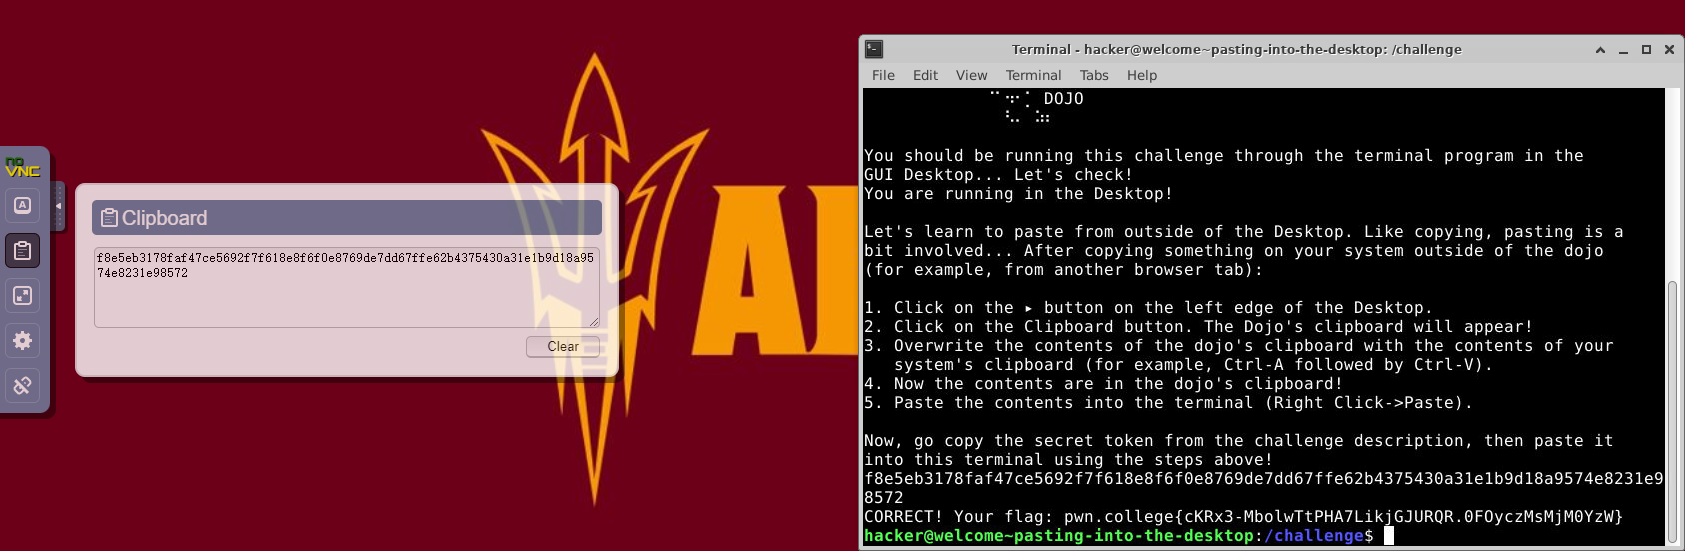 no
VNC
Clipboard
f8e5eb3178faf47ce5692f7f618e8f6f0e8769de7dd67ffe62b4375430a31e1b9d18a95
74e8231e98572
Clear
Terminal - hacker@welcome~pasting-into-the-desktop: /challenge
File Edit View Terminal Tabs Help
DOJO
You should be running this challenge through the terminal program in the
GUI Desktop... Let's check!
You are running in the Desktop!
Let's learn to paste from outside of the Desktop. Like copying, pasting is a
bit involved... After copying something on your system outside of the dojo
(for example, from another browser tab):
1. Click on the ▸ button on the left edge of the Desktop.
2. Click on the Clipboard button. The Dojo's clipboard will appear!
3. Overwrite the contents of the dojo's clipboard with the contents of your
system's clipboard (for example, Ctrl-A followed by Ctrl-V).
4. Now the contents are in the dojo's clipboard!
5. Paste the contents into the terminal (Right Click->Paste).
Now, go copy the secret token from the challenge description, then paste it
into this terminal using the steps above!
f8e5eb3178faf47ce5692f7f618e8f6f0e8769de7dd67ffe62b4375430a31e1b9d18a9574e8231e9
8572
CORRECT! Your flag: pwn.college{cKRx3-MbolwTtPHA7LikjGJURQR.0FOyczMsMjM0YzW}
hacker@welcome~pasting-into-the-desktop:/challenge$